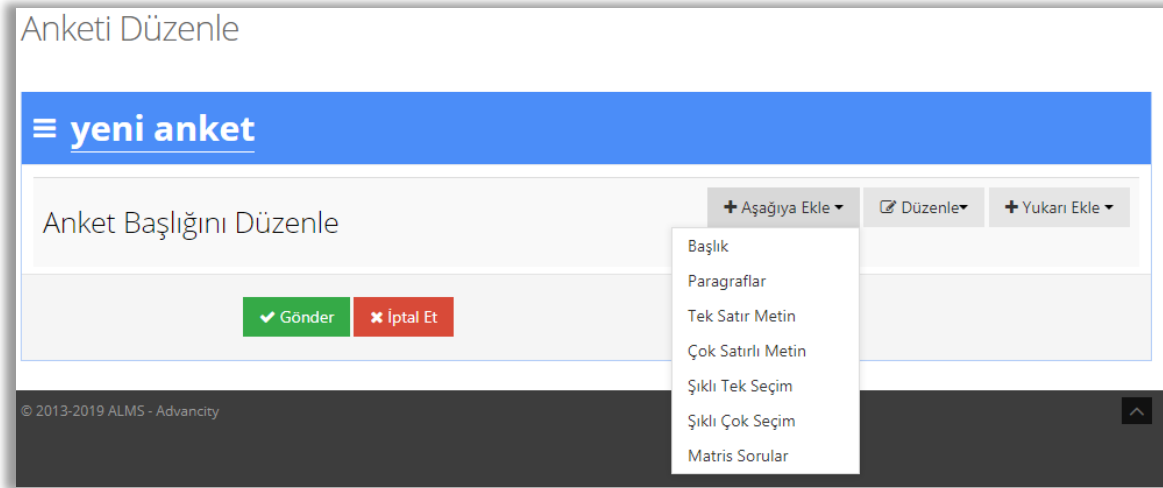 Anketi Düzenle
yeni anket
Anket Başlığını Düzenle
Aşağıya Ekle
Düzenle
Yukarı Ekle
Başlık
Paragraflar
Tek Satır Metin
Çok Satırlı Metin
Şıklı Tek Seçim
Şıklı Çok Seçim
Matris Sorular
Gönder
İptal Et
© 2013-2019 ALMS - Advancity